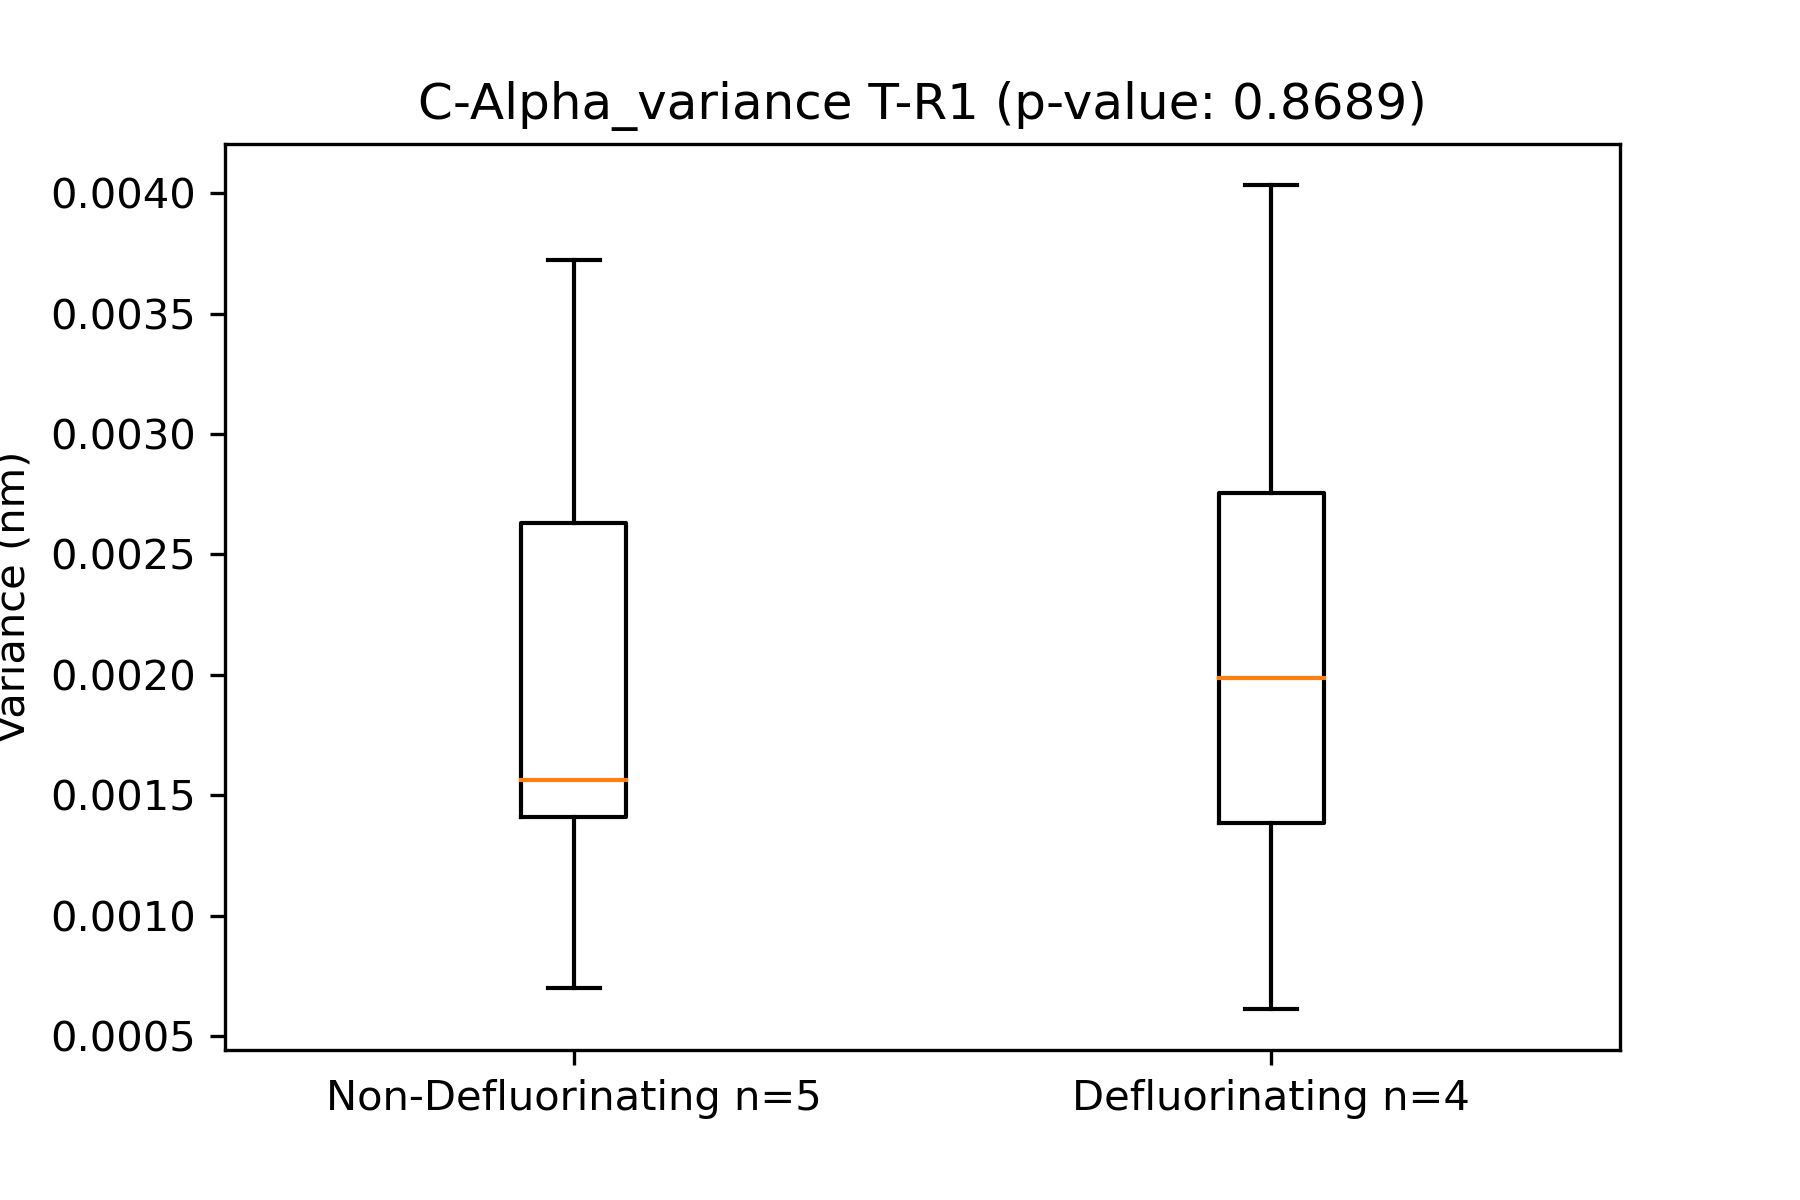 C-Alpha_variance T-R1 (p-value: 0.8689)
Variance (nm)
0.0040
0.0035
0.0030
0.0025
0.0020
0.0015
0.0010
0.0005
Non-Defluorinating n=5
Defluorinating n=4